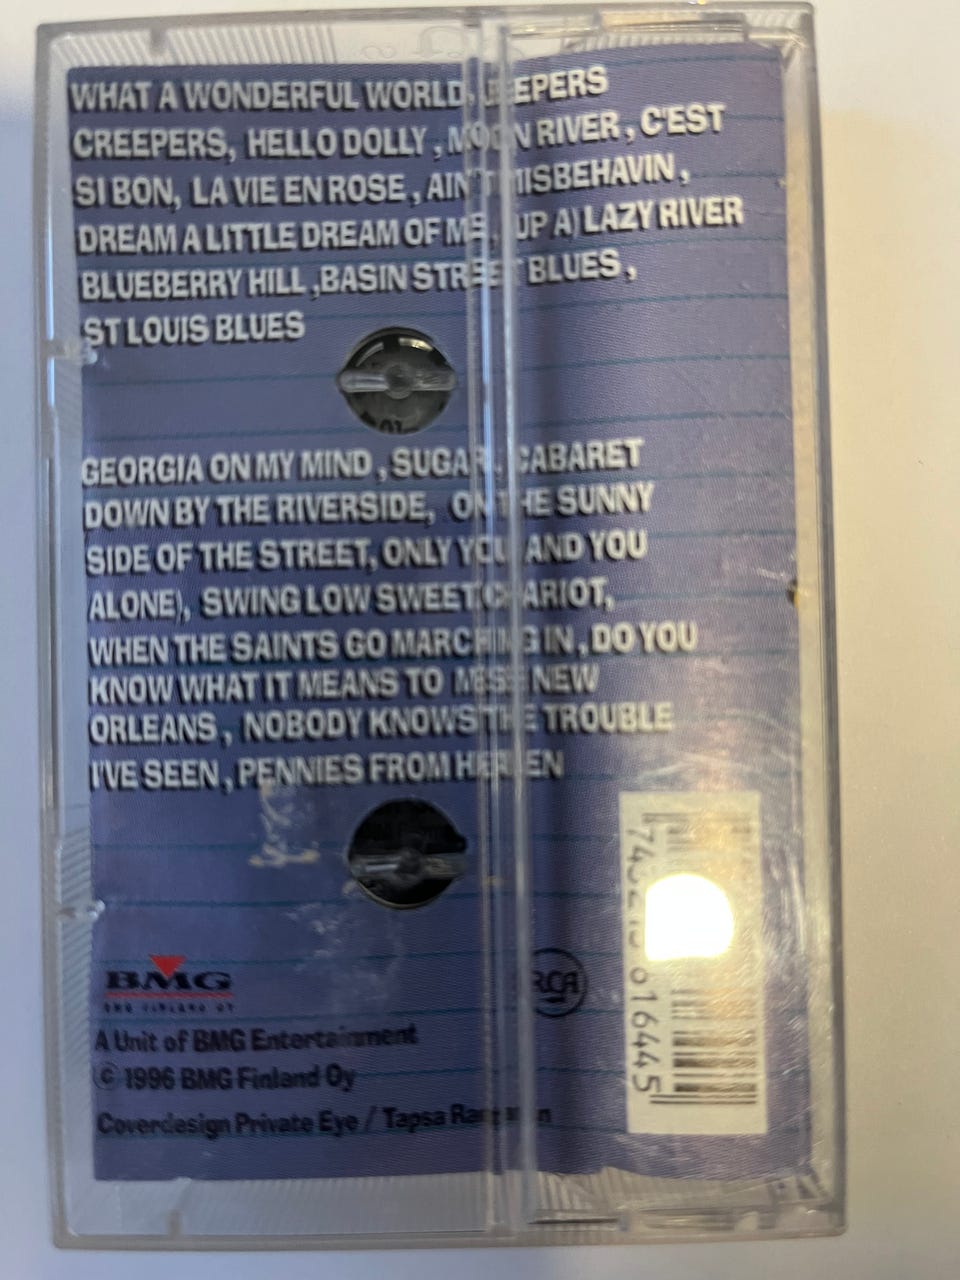 WHAT A WONDERFUL WORLD, JEEPERS
CREEPERS, HELLO DOLLY, MOON RIVER, C'EST
SI BON, LA VIE EN ROSE, AIN'T MISBEHAVIN,
DREAM A LITTLE DREAM OF ME, (UP A) LAZY RIVER
BLUEBERRY HILL, BASIN STREET BLUES,
ST LOUIS BLUES
GEORGIA ON MY MIND, SUGAR, CABARET
DOWN BY THE RIVERSIDE, ON THE SUNNY
SIDE OF THE STREET, ONLY YOU (AND YOU
ALONE), SWING LOW SWEET CHARIOT,
WHEN THE SAINTS GO MARCHING IN, DO YOU
KNOW WHAT IT MEANS TO MISS NEW
ORLEANS, NOBODY KNOWS THE TROUBLE
I'VE SEEN, PENNIES FROM HEAVEN
BMG
BMG FINLAND OY
RCA
A Unit of BMG Entertainment
© 1996 BMG Finland Oy
Coverdesign Private Eye / Tapsa
616445